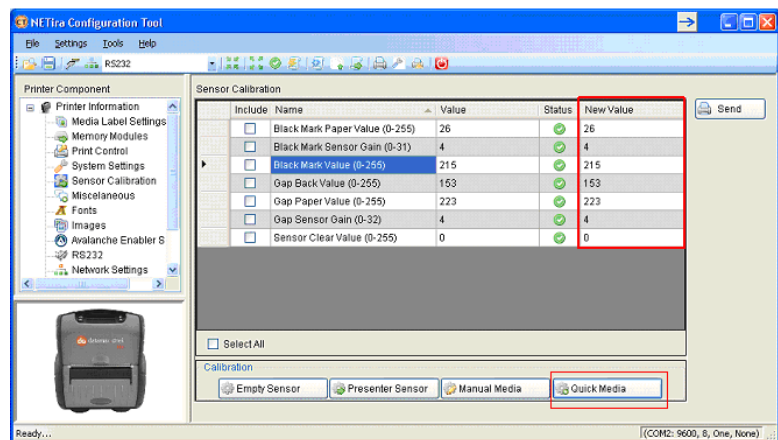 NETira Configuration Tool
File Settings Tools Help
RS232
Printer Component
Printer Information
Media Label Settings
Memory Modules
Print Control
System Settings
Sensor Calibration
Miscellaneous
Fonts
Images
Avalanche Enabler S
RS232
Network Settings
Sensor Calibration
Include Name Value Status New Value
Black Mark Paper Value (0-255) 26 26
Black Mark Sensor Gain (0-31) 4 4
Black Mark Value (0-255) 215 215
Gap Back Value (0-255) 153 153
Gap Paper Value (0-255) 223 223
Gap Sensor Gain (0-32) 4 4
Sensor Clear Value (0-255) 0 0
Send
Select All
Calibration
Empty Sensor Presenter Sensor Manual Media Quick Media
Ready...
(COM2: 9600, 8, One, None)